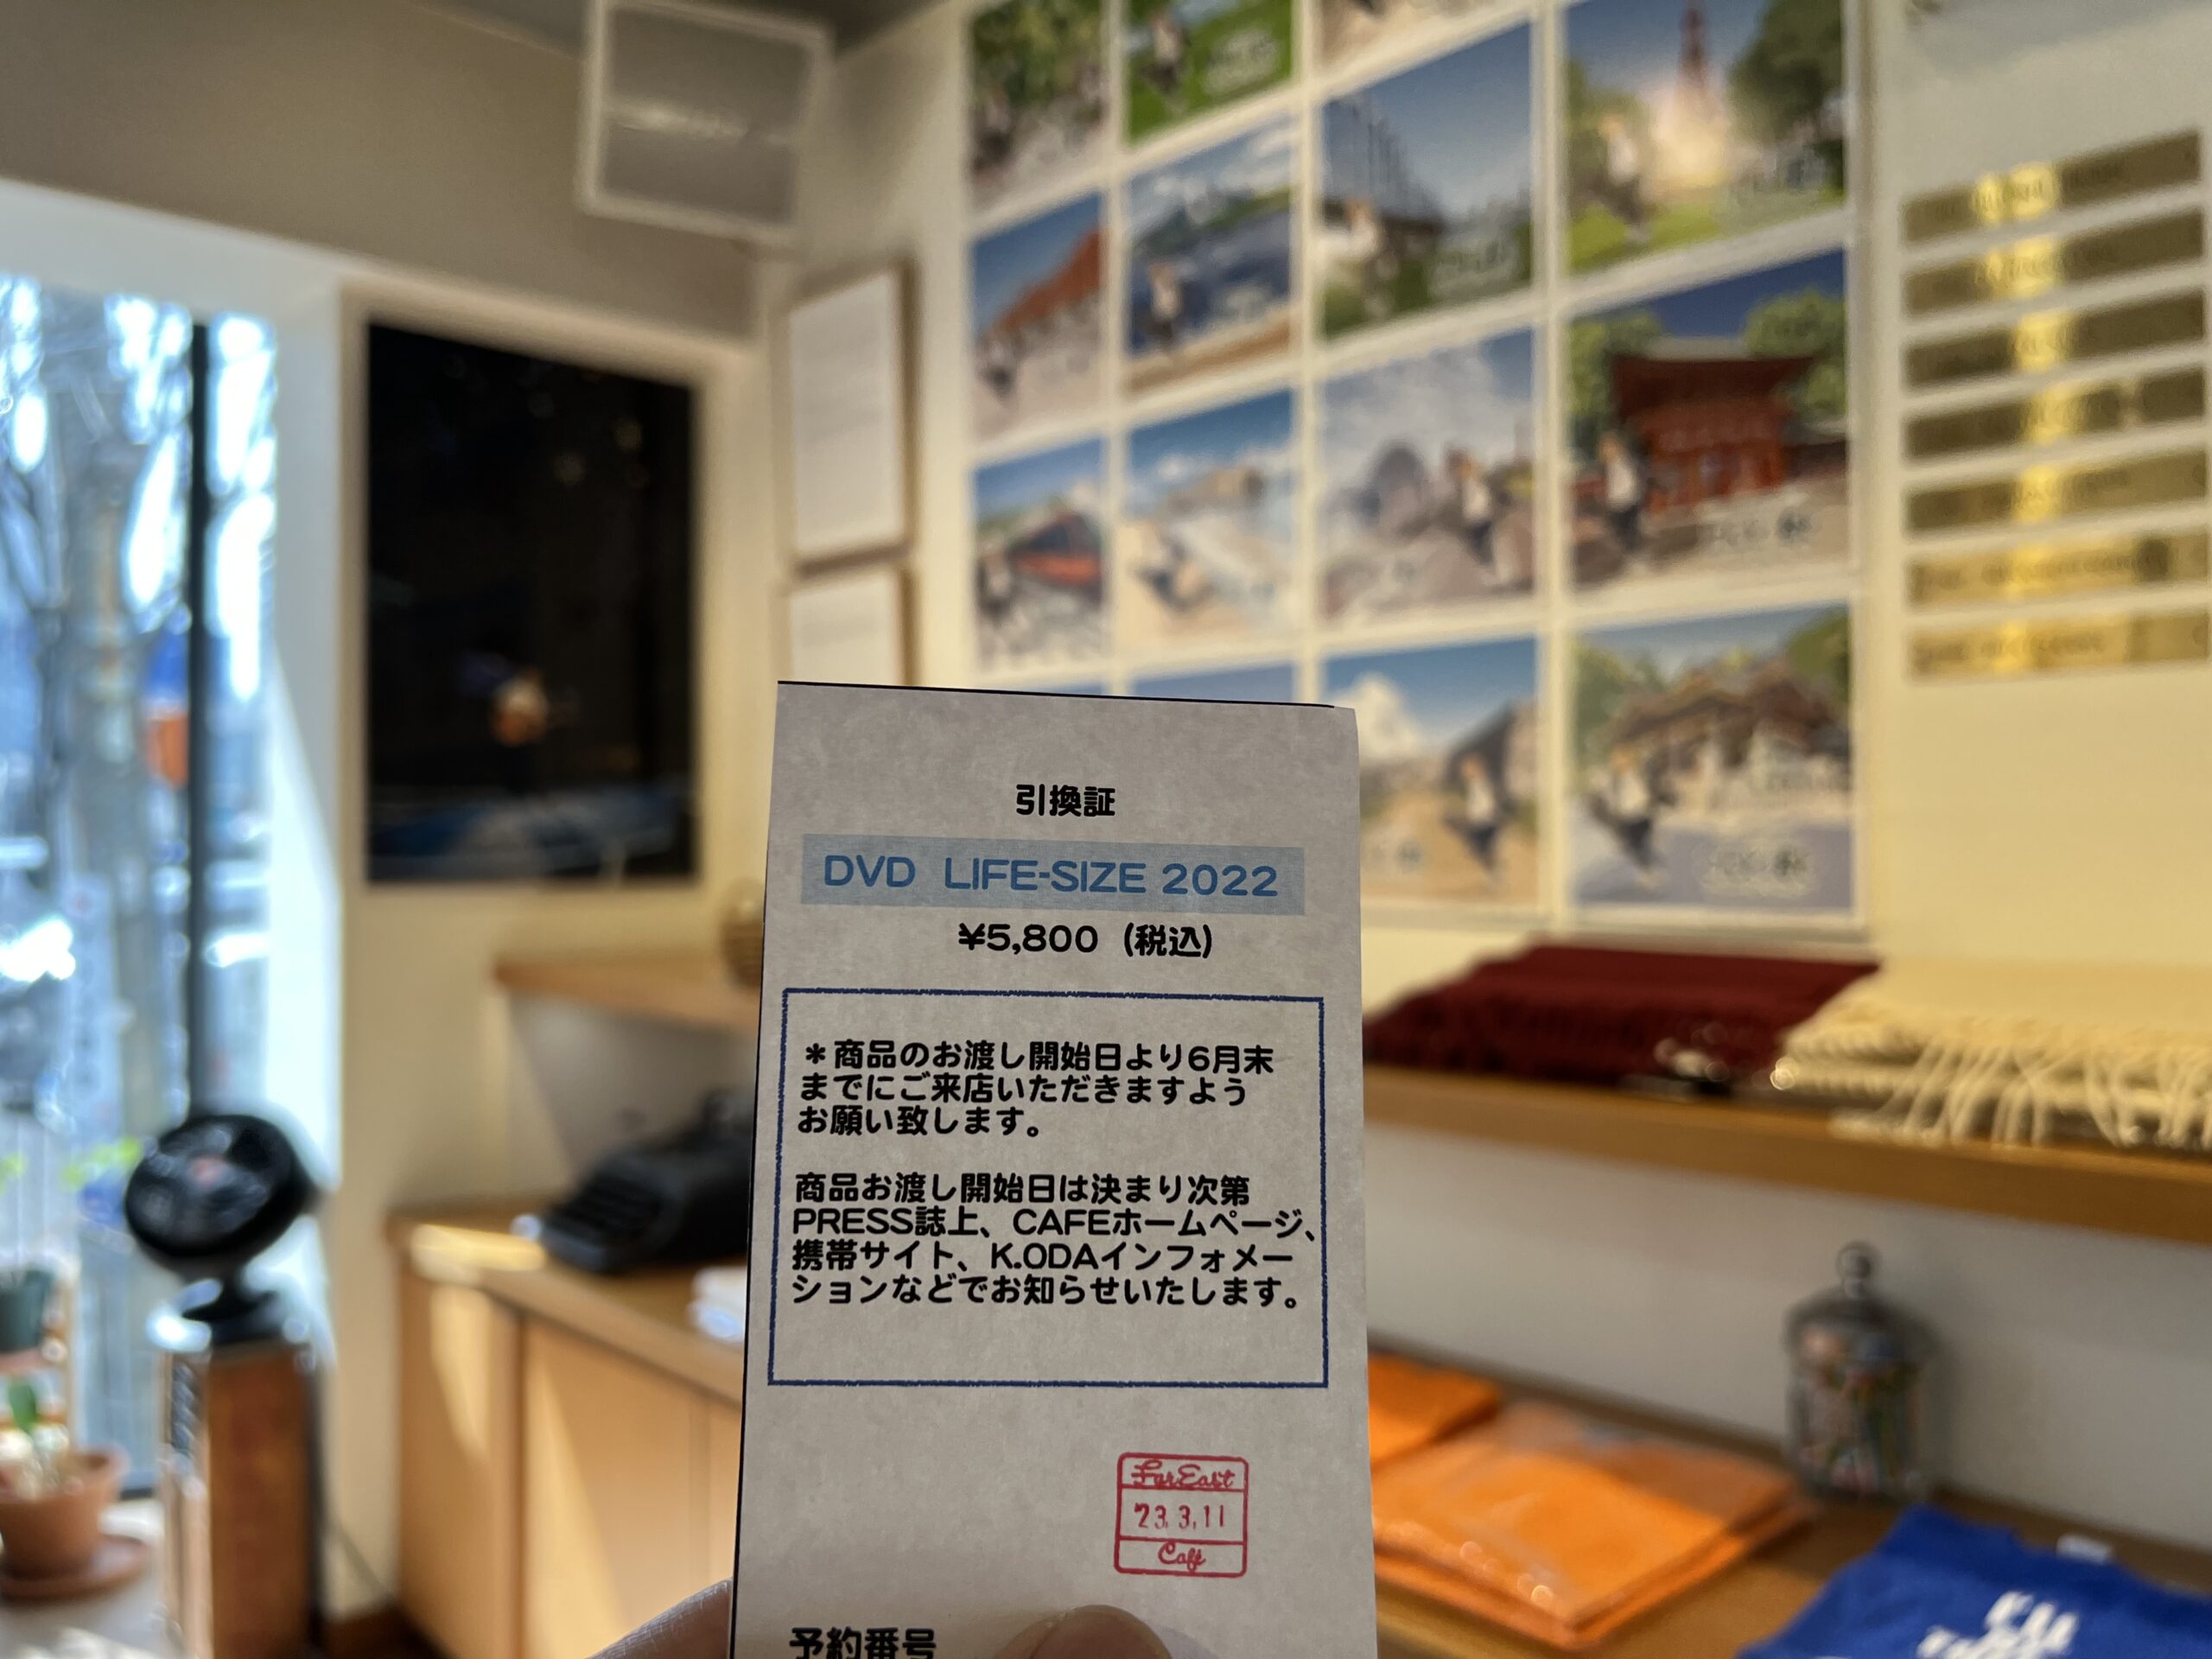 引換証
DVD LIFE-SIZE 2022
¥5,800 (税込)
＊商品のお渡し開始日より6月末
までにご来店いただきますよう
お願い致します。
商品お渡し開始日は決まり次第
PRESS誌上、CAFEホームページ、
携帯サイト、K.ODAインフォメー
ションなどでお知らせいたします。
Far East
'23.3.11
Café
予約番号